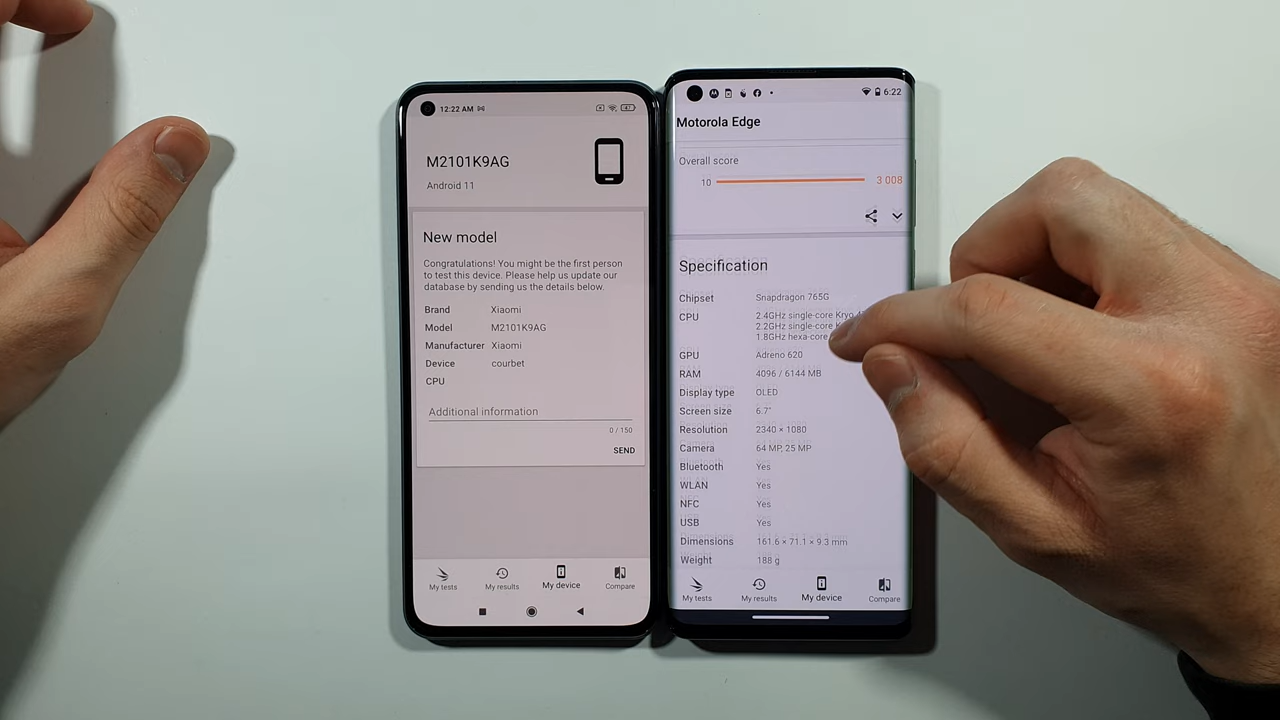 12:22 AM
M2101K9AG
Android 11
New model
Congratulations! You might be the first person
to test this device. Please help us update our
database by sending us the details below.
Brand Xiaomi
Model M2101K9AG
Manufacturer Xiaomi
Device courbet
CPU
Additional information
0 / 150
SEND
My tests My results My device Compare
6:22
Motorola Edge
Overall score
10 3 008
Specification
Chipset Snapdragon 765G
CPU 2.4GHz single-core Kryo
2.2GHz single-core
1.8GHz hexa-core
GPU Adreno 620
RAM 4096 / 6144 MB
Display type OLED
Screen size 6.7"
Resolution 2340 × 1080
Camera 64 MP, 25 MP
Bluetooth Yes
WLAN Yes
NFC Yes
USB Yes
Dimensions 161.6 × 71.1 × 9.3 mm
Weight 188 g
My tests My results My device Compare